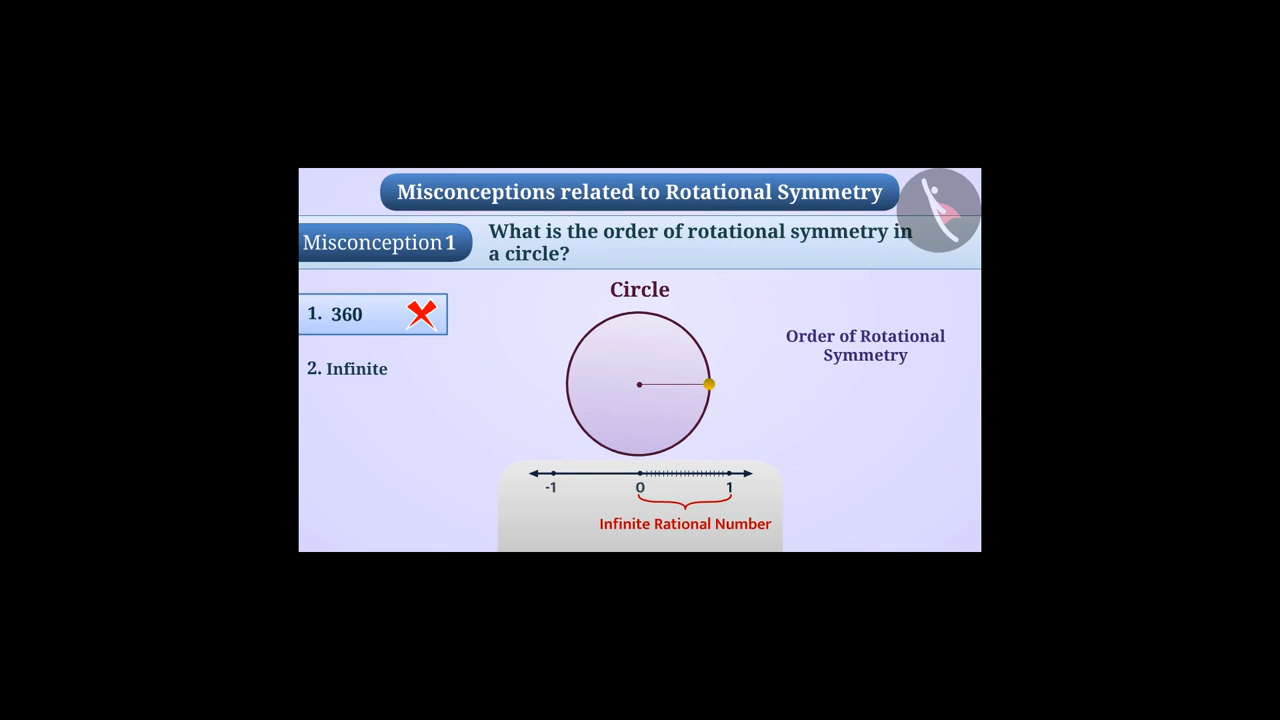 Misconceptions related to Rotational Symmetry
Misconception 1
What is the order of rotational symmetry in
a circle?
Circle
1. 360
2. Infinite
Order of Rotational
Symmetry
-1 0 1
Infinite Rational Number